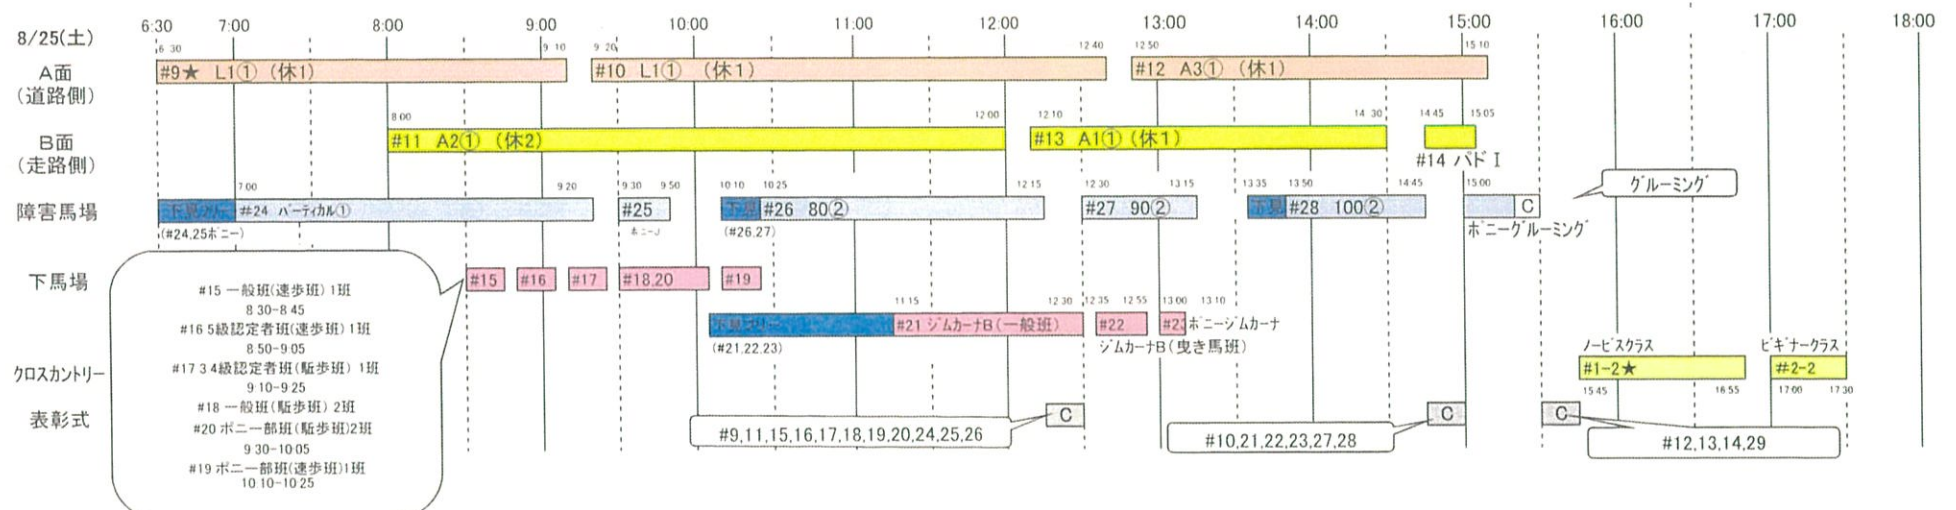 6:30 7:00 8:00 9:00 10:00 11:00 12:00 13:00 14:00 15:00 16:00 17:00 18:00
8/25(土)
6 30 9 10 9 20 12 40 12 50 15 10
A面
(道路側)
#9★ L1① (休1)
#10 L1① (休1)
#12 A3① (休1)
8 00 12 00 12 10 14 30 14 45 15 05
B面
(走路側)
#11 A2① (休2)
#13 A1① (休1)
#14 パド I
7 00 9 20 9 30 9 50 10 10 10 25 12 15 12 30 13 15 13 35 13 50 14 45 15 00
グルーミング
障害馬場
下見フリー
#24 バーティカル①
#25
下見
#26 80②
#27 90②
下見
#28 100②
C
(#24,25ポニー)
(#26,27)
ポニーグルーミング
下馬場
#15
#16
#17
#18,20
#19
#15 一般班(速歩班) 1班
8 30-8 45
#16 5級認定者班(速歩班) 1班
8 50-9 05
#17 3 4級認定者班(駈歩班) 1班
9 10-9 25
#18 一般班(駈歩班) 2班
#20 ポニー部班(駈歩班)2班
9 30-10 05
#19 ポニー部班(速歩班)1班
10 10-10 25
11 15 12 30 12 35 12 55 13 00 13 10
下見フリー
#21 ジムカーナB(一般班)
#22
#23
ポニージムカーナ
(#21,22,23)
ジムカーナB(曳き馬班)
クロスカントリー
ノービスクラス
ビギナークラス
#1-2★
#2-2
15 45 16 55 17 00 17 30
表彰式
C
C
C
#9,11,15,16,17,18,19,20,24,25,26
#10,21,22,23,27,28
#12,13,14,29